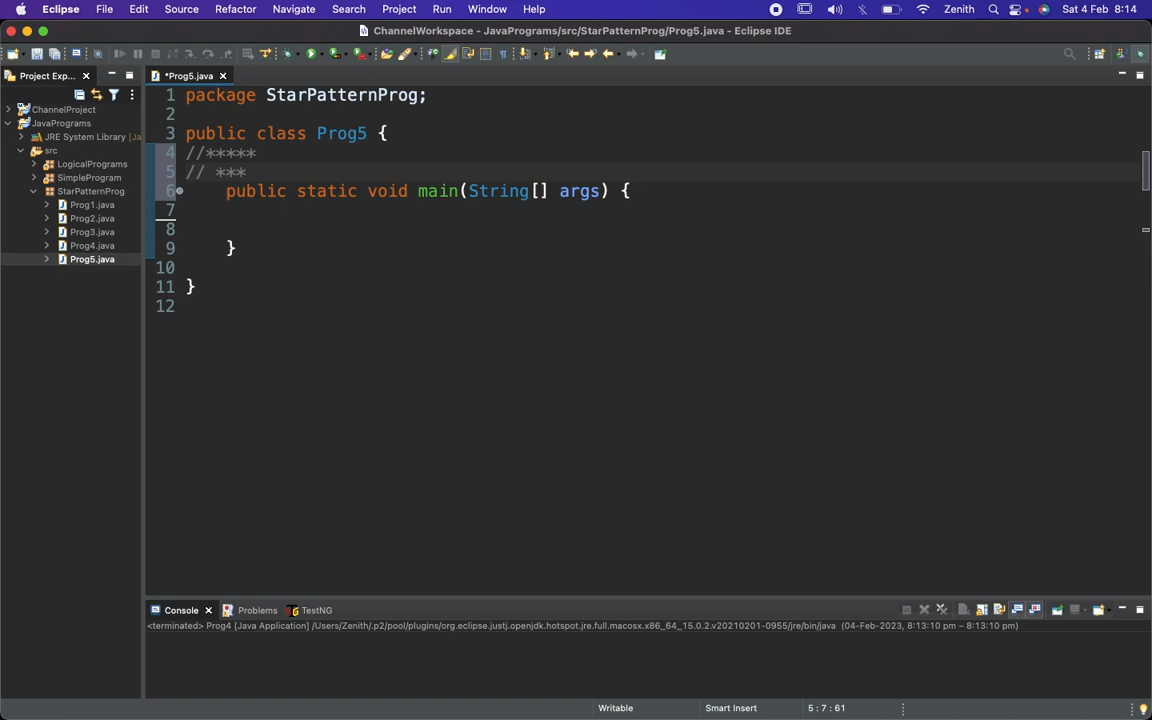 Eclipse File Edit Source Refactor Navigate Search Project Run Window Help Zenith Sat 4 Feb 8:14
ChannelWorkspace - JavaPrograms/src/StarPatternProg/Prog5.java - Eclipse IDE
Project Exp...
*Prog5.java
ChannelProject
JavaPrograms
JRE System Library [Ja
src
LogicalPrograms
SimpleProgram
StarPatternProg
Prog1.java
Prog2.java
Prog3.java
Prog4.java
Prog5.java
1 package StarPatternProg;
2
3 public class Prog5 {
4 //*****
5 // ***
6 public static void main(String[] args) {
7
8
9 }
10
11 }
12
Console Problems TestNG
<terminated> Prog4 [Java Application] /Users/Zenith/.p2/pool/plugins/org.eclipse.justj.openjdk.hotspot.jre.full.macosx.x86_64_15.0.2.v20210201-0955/jre/bin/java (04-Feb-2023, 8:13:10 pm – 8:13:10 pm)
Writable Smart Insert 5 : 7 : 61